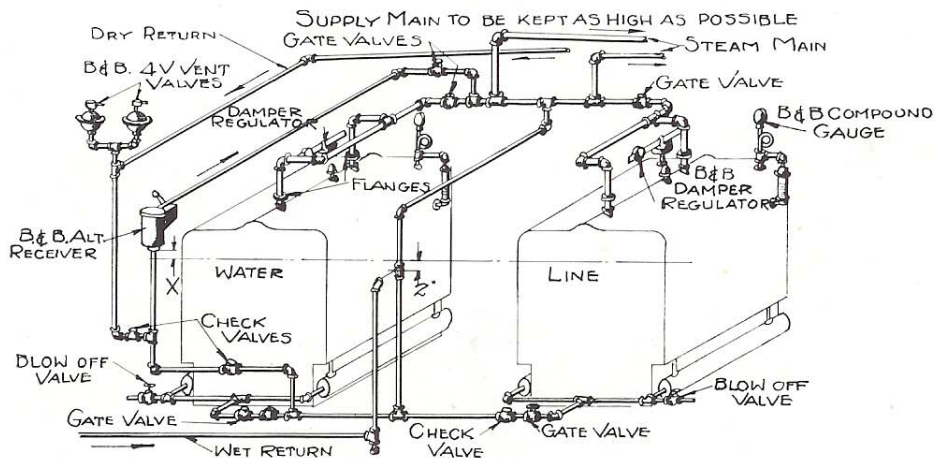 SUPPLY MAIN TO BE KEPT AS HIGH AS POSSIBLE
DRY RETURN
GATE VALVES
STEAM MAIN
B&B. 4V VENT
VALVES
GATE VALVE
DAMPER
REGULATOR
B&B COMPOUND
GAUGE
FLANGES
B&B
DAMPER
REGULATOR
B.&B. ALT.
RECEIVER
WATER
LINE
X
2"
CHECK
VALVES
BLOW OFF
VALVE
BLOW OFF
VALVE
GATE VALVE
CHECK
VALVE
GATE VALVE
WET RETURN